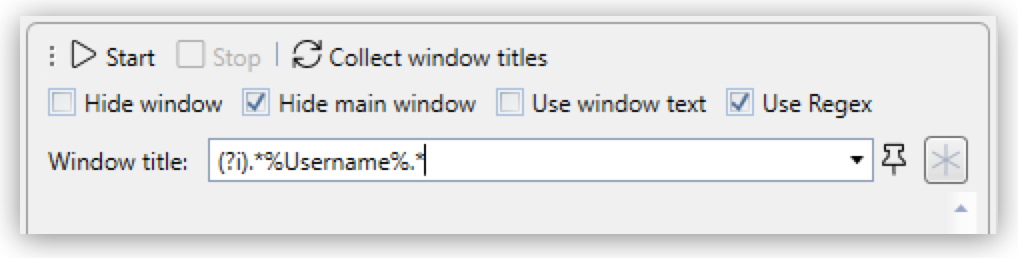 Start Stop Collect window titles
Hide window Hide main window Use window text Use Regex
Window title: (?i).*%Username%.*